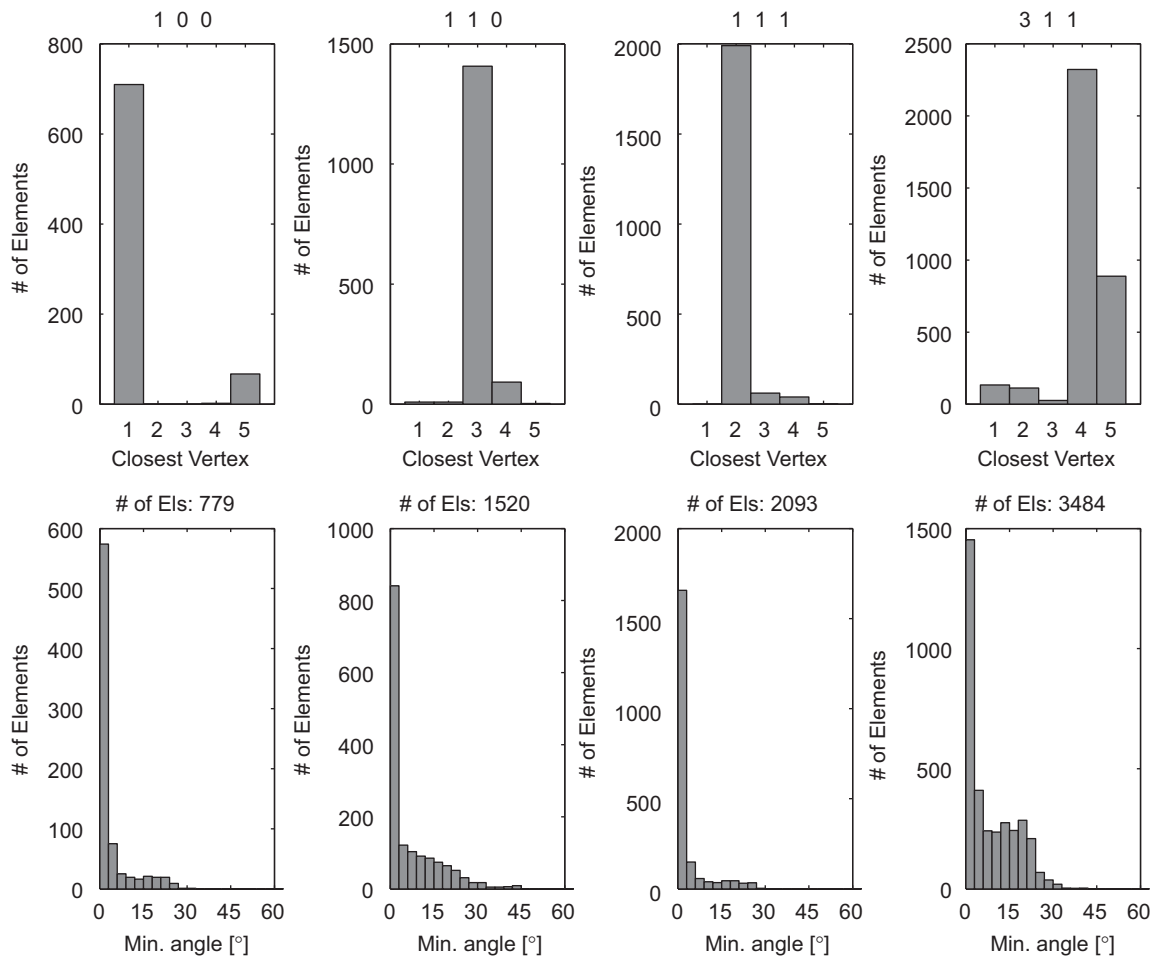 1 0 0
800
600
400
200
0
# of Elements
1 2 3 4 5
Closest Vertex
1 1 0
1500
1000
500
0
# of Elements
1 2 3 4 5
Closest Vertex
1 1 1
2000
1500
1000
500
0
# of Elements
1 2 3 4 5
Closest Vertex
3 1 1
2500
2000
1500
1000
500
0
# of Elements
1 2 3 4 5
Closest Vertex
# of Els: 779
600
500
400
300
200
100
0
# of Elements
0 15 30 45 60
Min. angle [°]
# of Els: 1520
1000
800
600
400
200
0
# of Elements
0 15 30 45 60
Min. angle [°]
# of Els: 2093
2000
1500
1000
500
0
# of Elements
0 15 30 45 60
Min. angle [°]
# of Els: 3484
1500
1000
500
0
# of Elements
0 15 30 45 60
Min. angle [°]